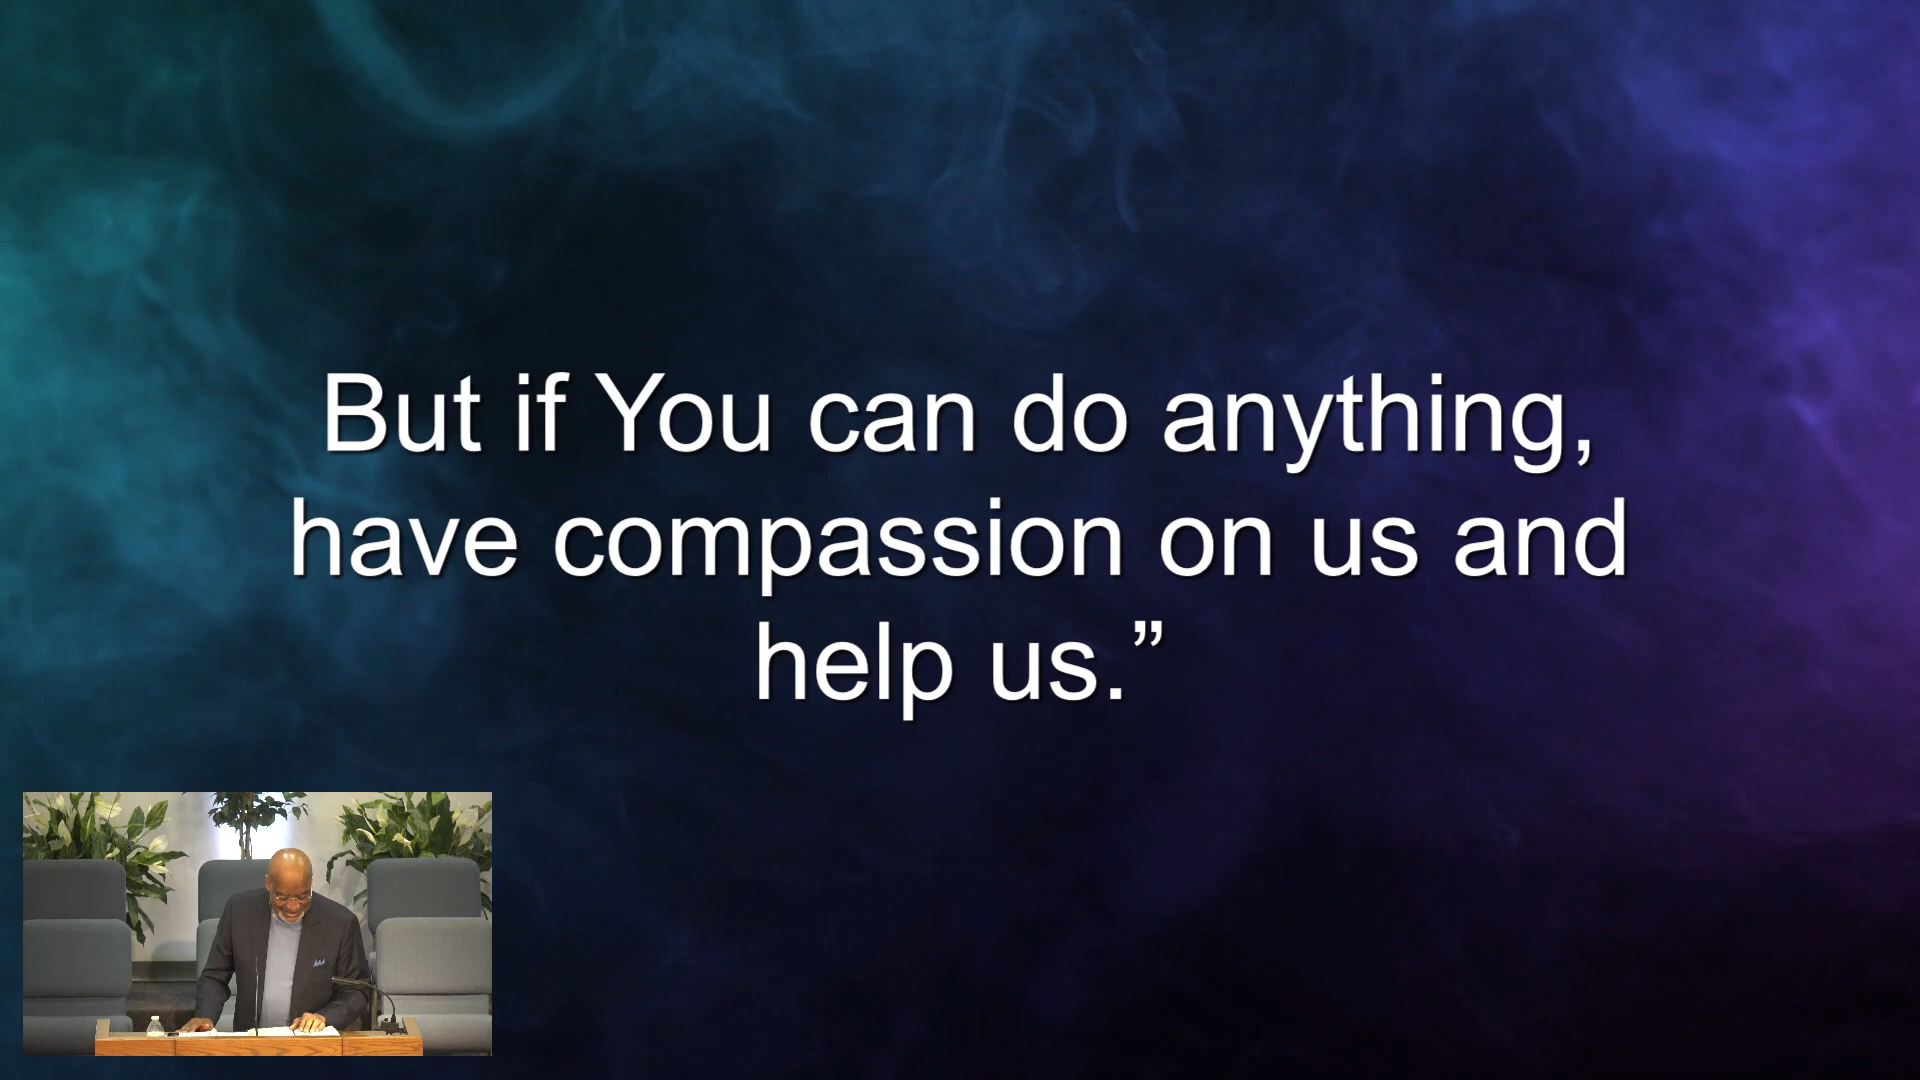 But if You can do anything,
have compassion on us and
help us.”